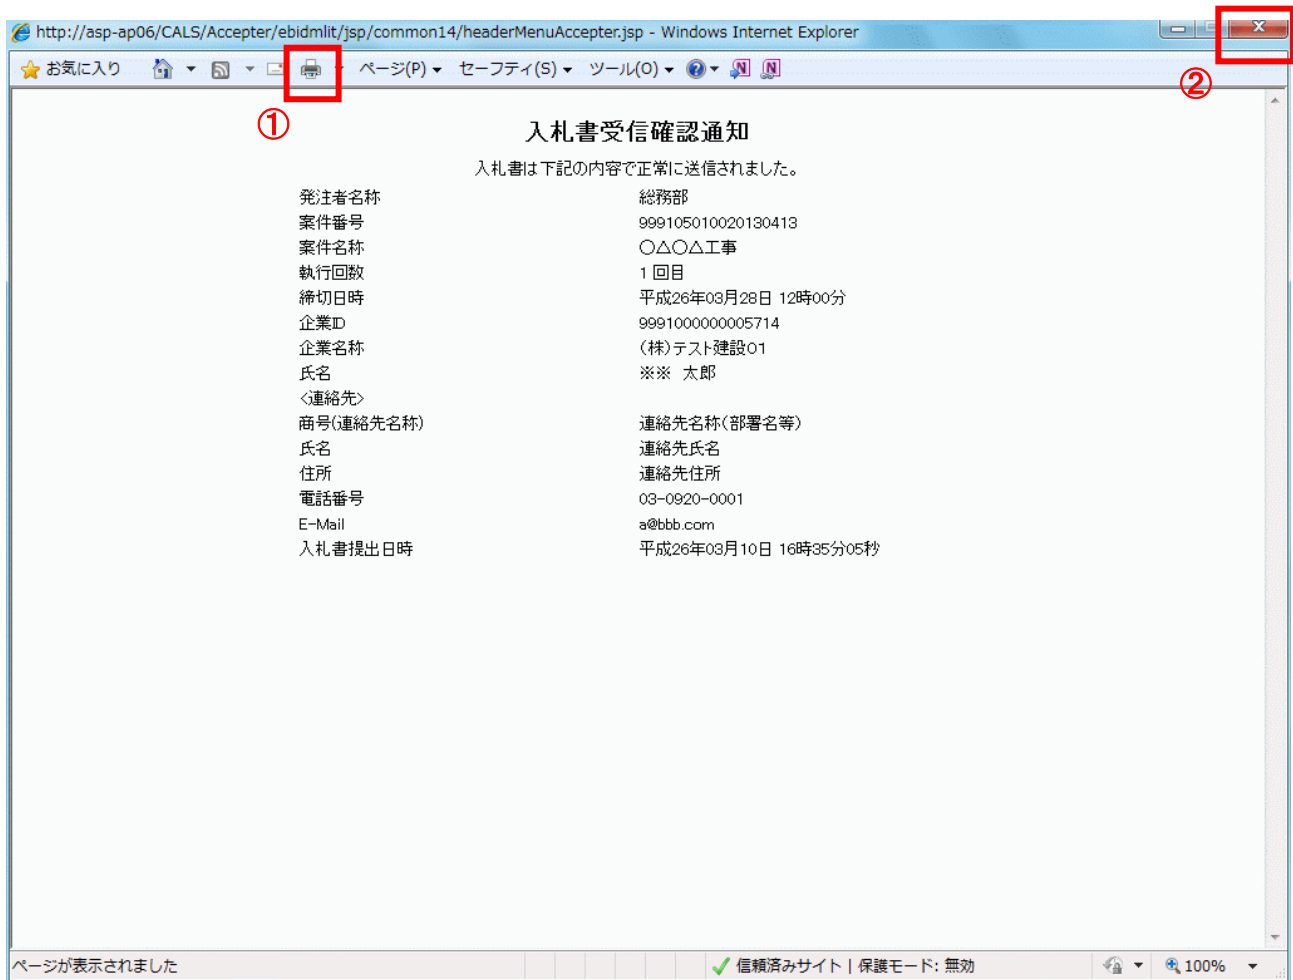 http://asp-ap06/CALS/Accepter/ebidmlit/jsp/common14/headerMenuAccepter.jsp - Windows Internet Explorer
お気に入り ページ(P) セーフティ(S) ツール(O)
① ②
入札書受信確認通知
入札書は下記の内容で正常に送信されました。
発注者名称 総務部
案件番号 999105010020130413
案件名称 〇△〇△工事
執行回数 1 回目
締切日時 平成26年03月28日 12時00分
企業ID 9991000000005714
企業名称 (株)テスト建設01
氏名 ※※ 太郎
<連絡先>
商号(連絡先名称) 連絡先名称(部署名等)
氏名 連絡先氏名
住所 連絡先住所
電話番号 03-0920-0001
E-Mail a@bbb.com
入札書提出日時 平成26年03月10日 16時35分05秒
ページが表示されました 信頼済みサイト | 保護モード: 無効 100%